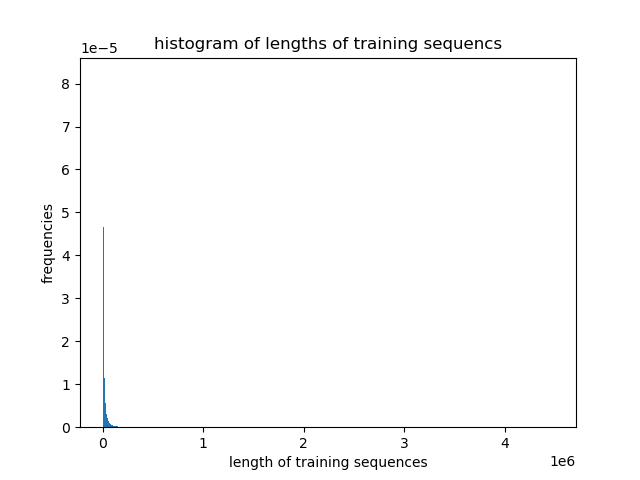 histogram of lengths of training sequencs
1e−5
8
7
6
5
4
3
2
1
0
frequencies
0 1 2 3 4
1e6
length of training sequences